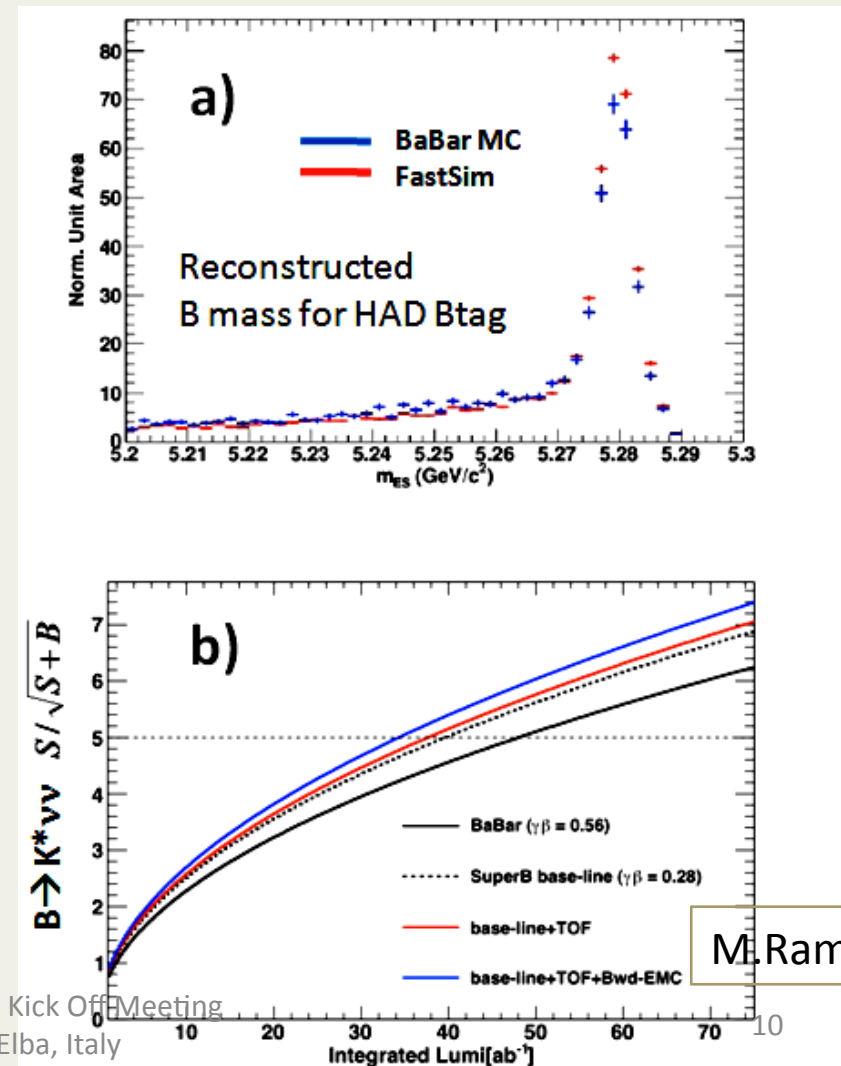 a)
BaBar MC
FastSim
Reconstructed
B mass for HAD Btag
Norm. Unit Area
80
70
60
50
40
30
20
10
0
5.2 5.21 5.22 5.23 5.24 5.25 5.26 5.27 5.28 5.29 5.3
m_ES (GeV/c²)
b)
B→K*νν S/√S+B
7
6
5
4
3
2
1
0
BaBar (γβ = 0.56)
SuperB base-line (γβ = 0.28)
base-line+TOF
base-line+TOF+Bwd-EMC
10 20 30 40 50 60 70
Integrated Lumi[ab⁻¹]
M.Ram
Kick Off Meeting
Elba, Italy
10